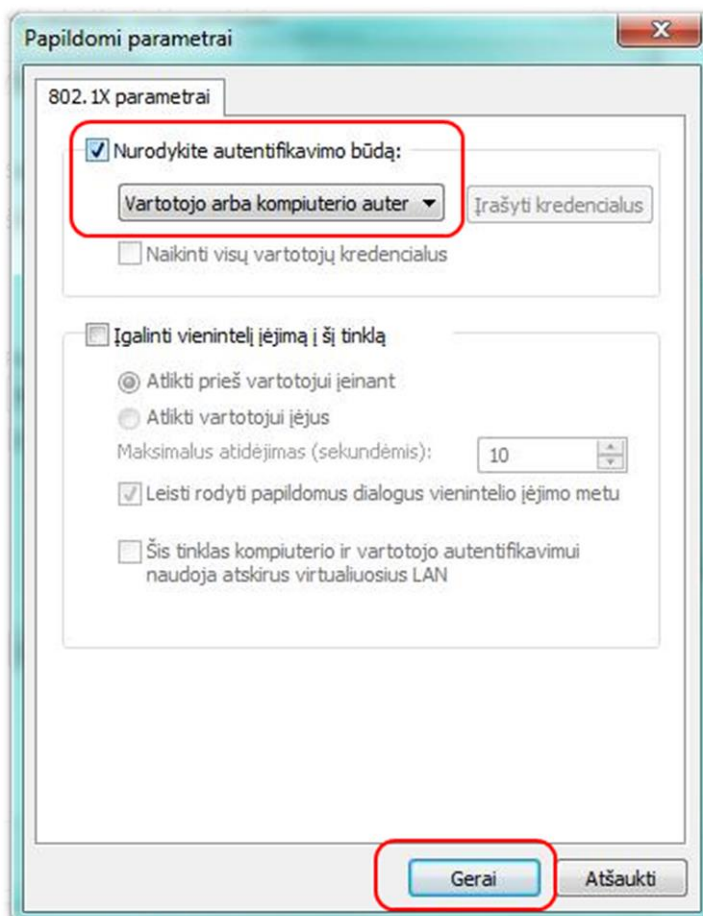 Papildomi parametrai
802.1X parametrai
Nurodykite autentifikavimo būdą:
Vartotojo arba kompiuterio auter
Įrašyti kredencialus
Naikinti visų vartotojų kredencialus
Įgalinti vienintelį įėjimą į šį tinklą
Atlikti prieš vartotojui įeinant
Atlikti vartotojui įėjus
Maksimalus atidėjimas (sekundėmis):
10
Leisti rodyti papildomus dialogus vienintelio įėjimo metu
Šis tinklas kompiuterio ir vartotojo autentifikavimui
naudoja atskirus virtualiuosius LAN
Gerai
Atšaukti